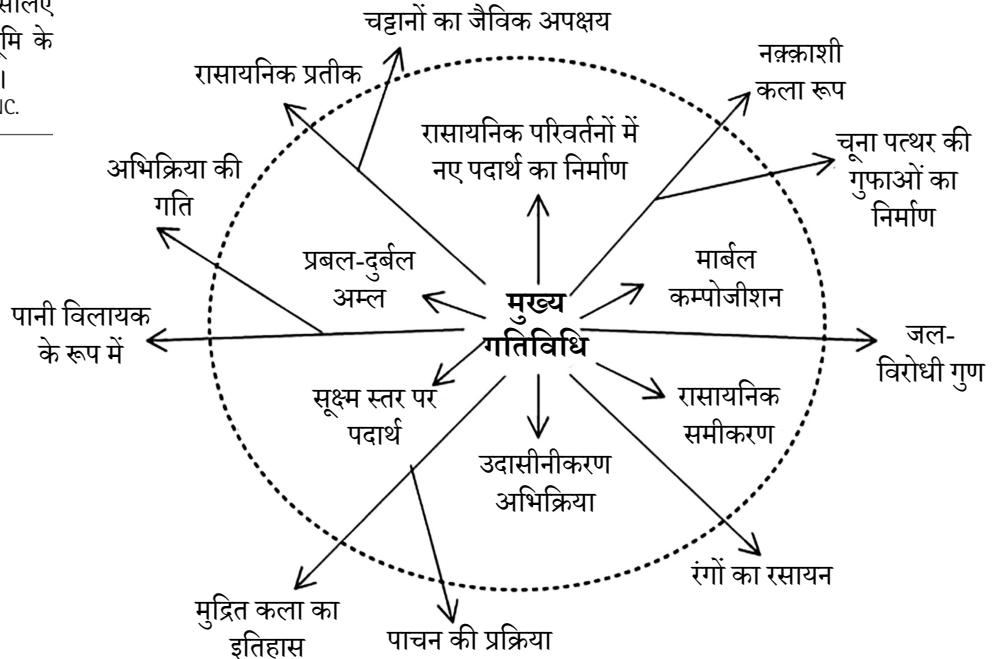 मि के
।
NC.
चट्टानों का जैविक अपक्षय
रासायनिक प्रतीक
नक़्क़ाशी
कला रूप
रासायनिक परिवर्तनों में
नए पदार्थ का निर्माण
चूना पत्थर की
गुफाओं का
निर्माण
अभिक्रिया की
गति
प्रबल-दुर्बल
अम्ल
मार्बल
कम्पोजीशन
मुख्य
गतिविधि
पानी विलायक
के रूप में
जल-
विरोधी गुण
सूक्ष्म स्तर पर
पदार्थ
रासायनिक
समीकरण
उदासीनीकरण
अभिक्रिया
रंगों का रसायन
मुद्रित कला का
इतिहास
पाचन की प्रक्रिया